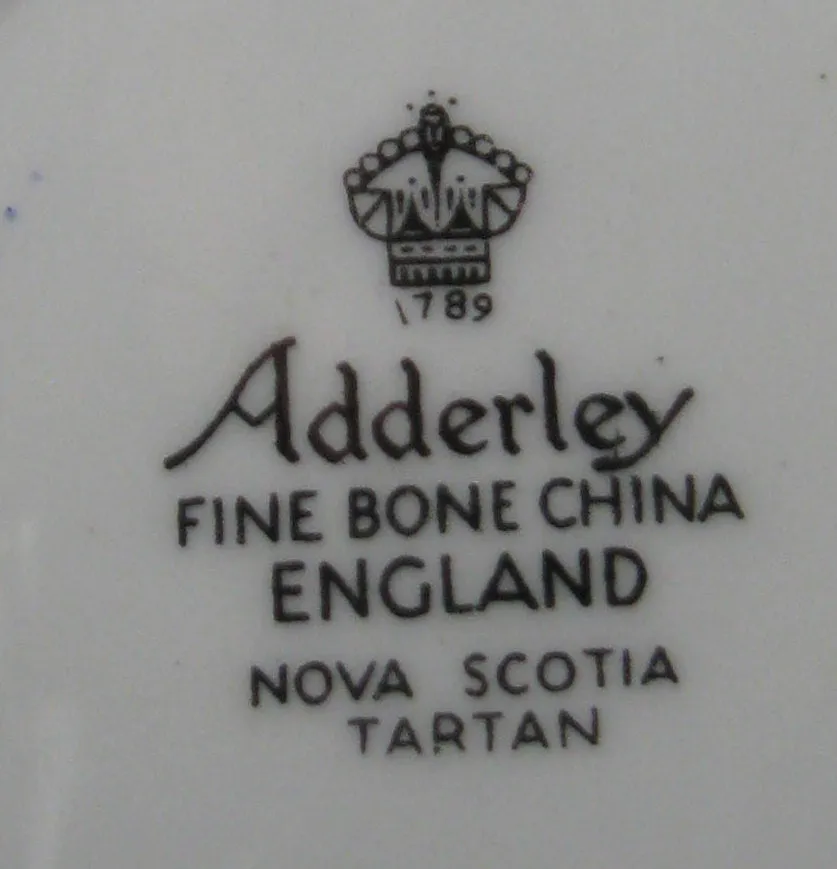 1789
Adderley
FINE BONE CHINA
ENGLAND
NOVA SCOTIA
TARTAN